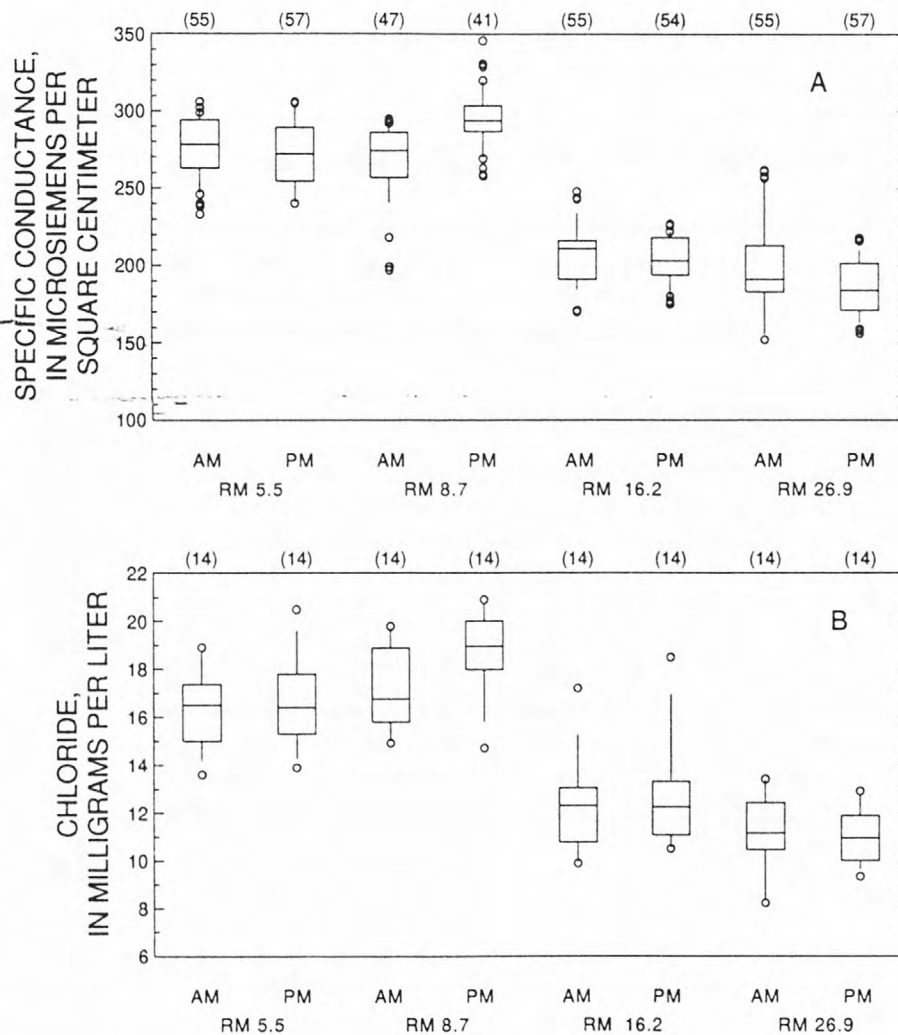 (55) (57) (47) (41) (55) (54) (55) (57)
SPECIFIC CONDUCTANCE,
IN MICROSIEMENS PER
SQUARE CENTIMETER
350
300
250
200
150
100
A
AM PM AM PM AM PM AM PM
RM 5.5 RM 8.7 RM 16.2 RM 26.9
(14) (14) (14) (14) (14) (14) (14) (14)
CHLORIDE,
IN MILLIGRAMS PER LITER
22
20
18
16
14
12
10
8
6
B
AM PM AM PM AM PM AM PM
RM 5.5 RM 8.7 RM 16.2 RM 26.9